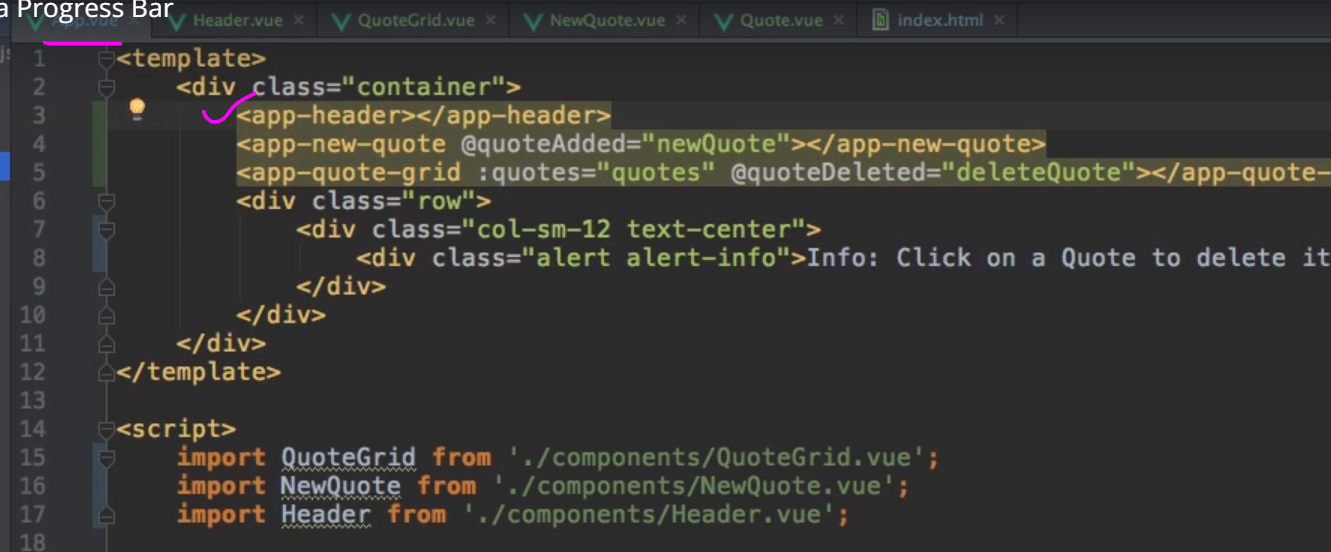 a Progress Bar
App.vue Header.vue QuoteGrid.vue NewQuote.vue Quote.vue index.html
1 <template>
2 <div class="container">
3 <app-header></app-header>
4 <app-new-quote @quoteAdded="newQuote"></app-new-quote>
5 <app-quote-grid :quotes="quotes" @quoteDeleted="deleteQuote"></app-quote-
6 <div class="row">
7 <div class="col-sm-12 text-center">
8 <div class="alert alert-info">Info: Click on a Quote to delete it
9 </div>
10 </div>
11 </div>
12 </template>
13
14 <script>
15 import QuoteGrid from './components/QuoteGrid.vue';
16 import NewQuote from './components/NewQuote.vue';
17 import Header from './components/Header.vue';
18